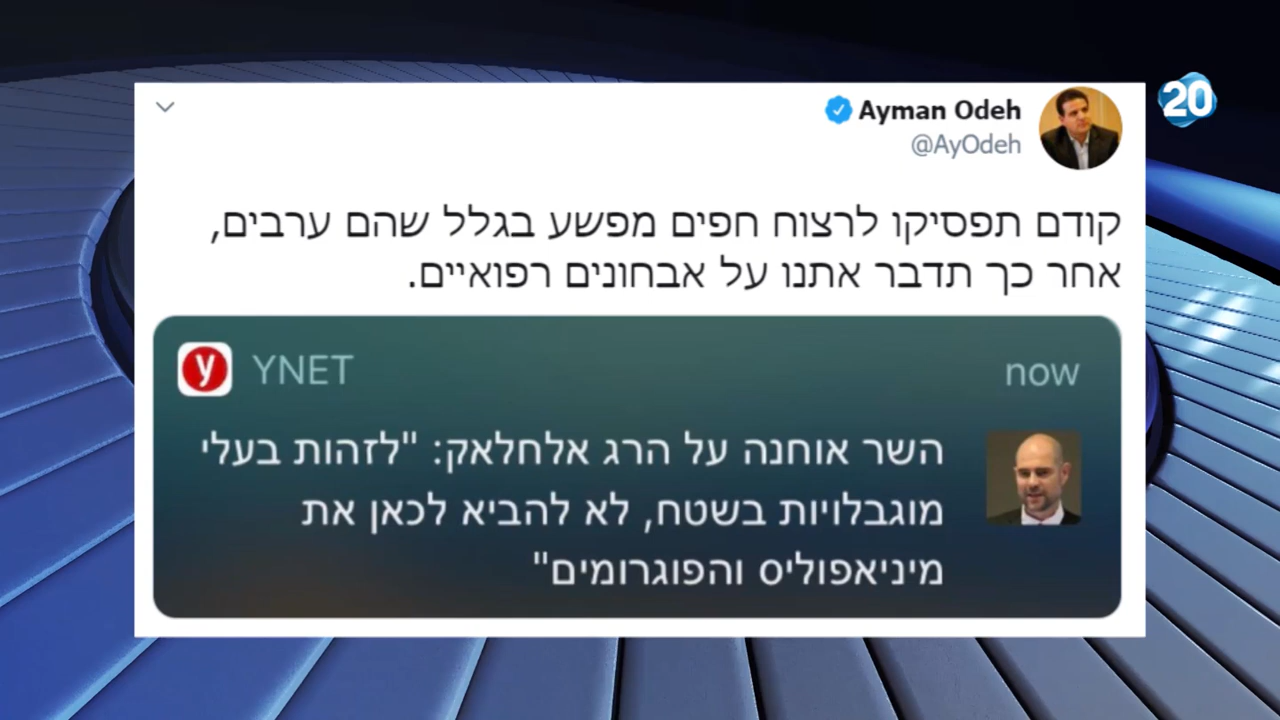 20
Ayman Odeh
@AyOdeh
קודם תפסיקו לרצוח חפים מפשע בגלל שהם ערבים,
אחר כך תדבר אתנו על אבחונים רפואיים.
y YNET
now
השר אוחנה על הרג אלחלאק: "לזהות בעלי
מוגבלויות בשטח, לא להביא לכאן את
מיניאפוליס והפוגרומים"